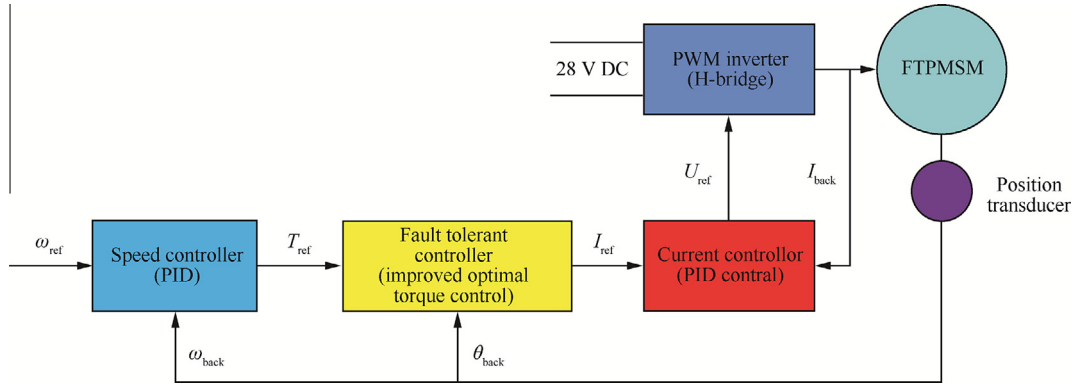 28 V DC
PWM inverter
(H-bridge)
FTPMSM
U_ref
I_back
Position
transducer
ω_ref
Speed controller
(PID)
T_ref
Fault tolerant
controller
(improved optimal
torque control)
I_ref
Current controllor
(PID contral)
ω_back
θ_back